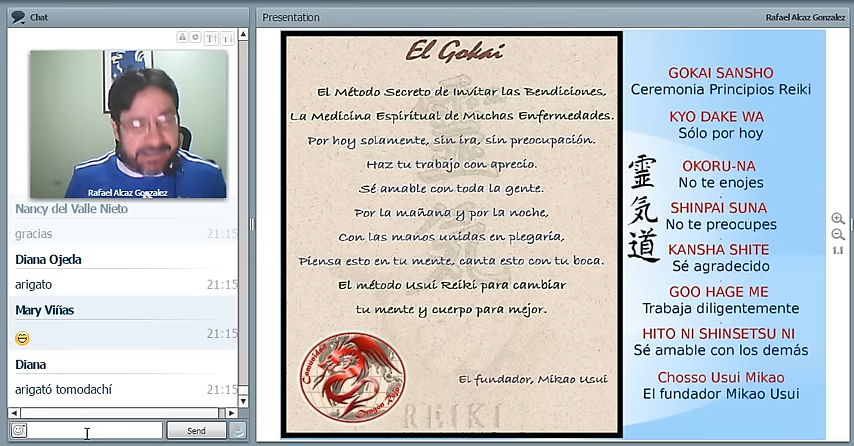 Chat
Rafael Alcaz Gonzalez
Nancy del Valle Nieto
gracias 21:15
Diana Ojeda
arigato 21:15
Mary Viñas
21:15
Diana
arigató tomodachí 21:15
Send
Presentation
Rafael Alcaz Gonzalez
El Gokai
El Método Secreto de Invitar las Bendiciones,
La Medicina Espiritual de Muchas Enfermedades.
Por hoy solamente, sin ira, sin preocupación.
Haz tu trabajo con aprecio.
Sé amable con toda la gente.
Por la mañana y por la noche,
Con las manos unidas en plegaria,
Piensa esto en tu mente, canta esto con tu boca.
El método Usui Reiki para cambiar
tu mente y cuerpo para mejor.
Comunidad
Dragón Rojo
El fundador, Mikao Usui
REIKI
靈氣道
GOKAI SANSHO
Ceremonia Principios Reiki
KYO DAKE WA
Sólo por hoy
OKORU-NA
No te enojes
SHINPAI SUNA
No te preocupes
KANSHA SHITE
Sé agradecido
GOO HAGE ME
Trabaja diligentemente
HITO NI SHINSETSU NI
Sé amable con los demás
Chosso Usui Mikao
El fundador Mikao Usui
1.1